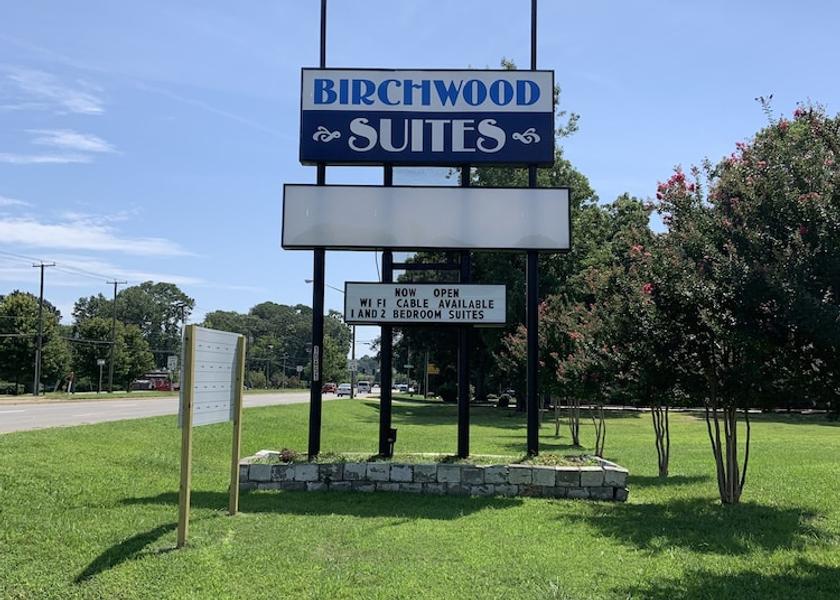 BIRCHWOOD
SUITES
NOW OPEN
WI FI CABLE AVAILABLE
1 AND 2 BEDROOM SUITES